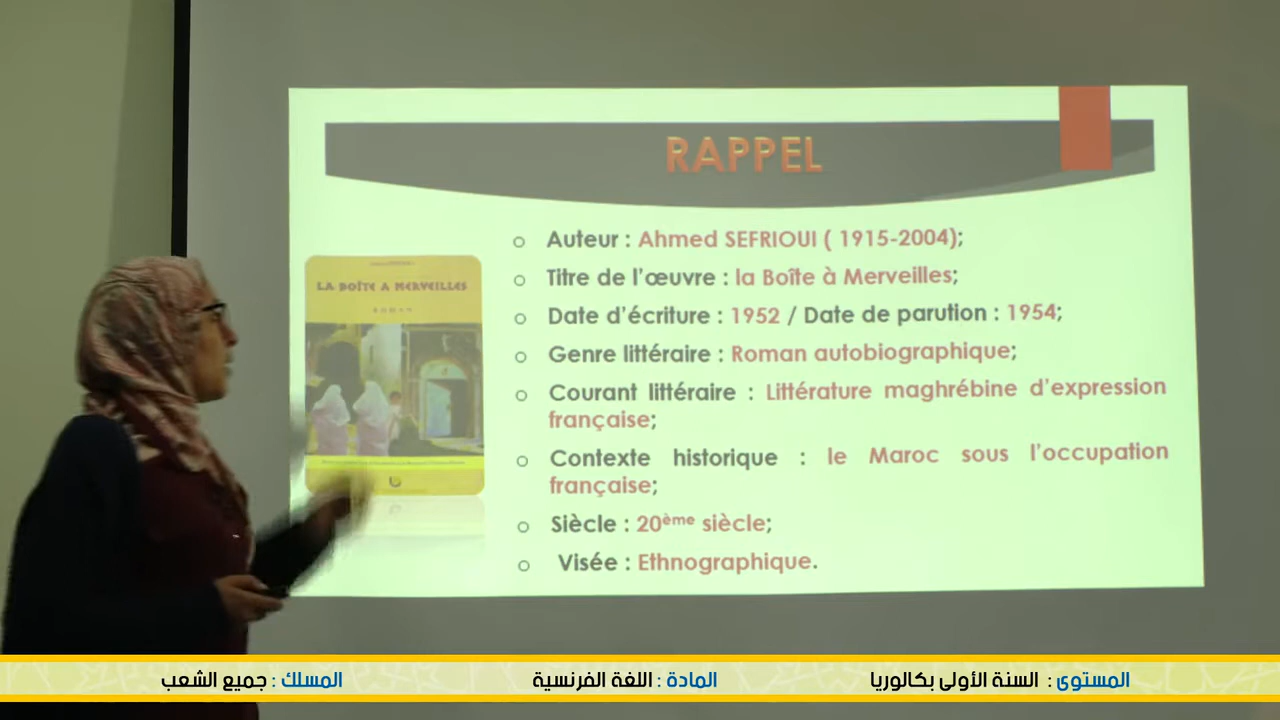 RAPPEL
LA BOÎTE A MERVEILLES
Auteur : Ahmed SEFRIOUI ( 1915-2004);
Titre de l'œuvre : la Boîte à Merveilles;
Date d'écriture : 1952 / Date de parution : 1954;
Genre littéraire : Roman autobiographique;
Courant littéraire : Littérature maghrébine d'expression
française;
Contexte historique : le Maroc sous l'occupation
française;
Siècle : 20ème siècle;
Visée : Ethnographique.
المستوى : السنة الأولى بكالوريا
المادة : اللغة الفرنسية
المسلك : جميع الشعب